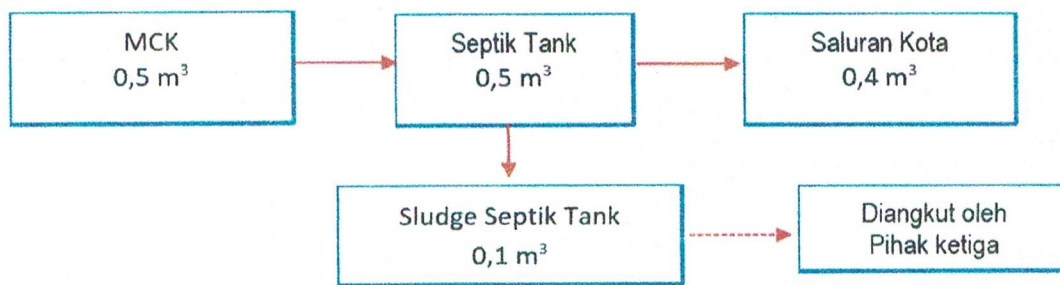 MCK
0,5 m³
Septik Tank
0,5 m³
Saluran Kota
0,4 m³
Sludge Septik Tank
0,1 m³
Diangkut oleh
Pihak ketiga